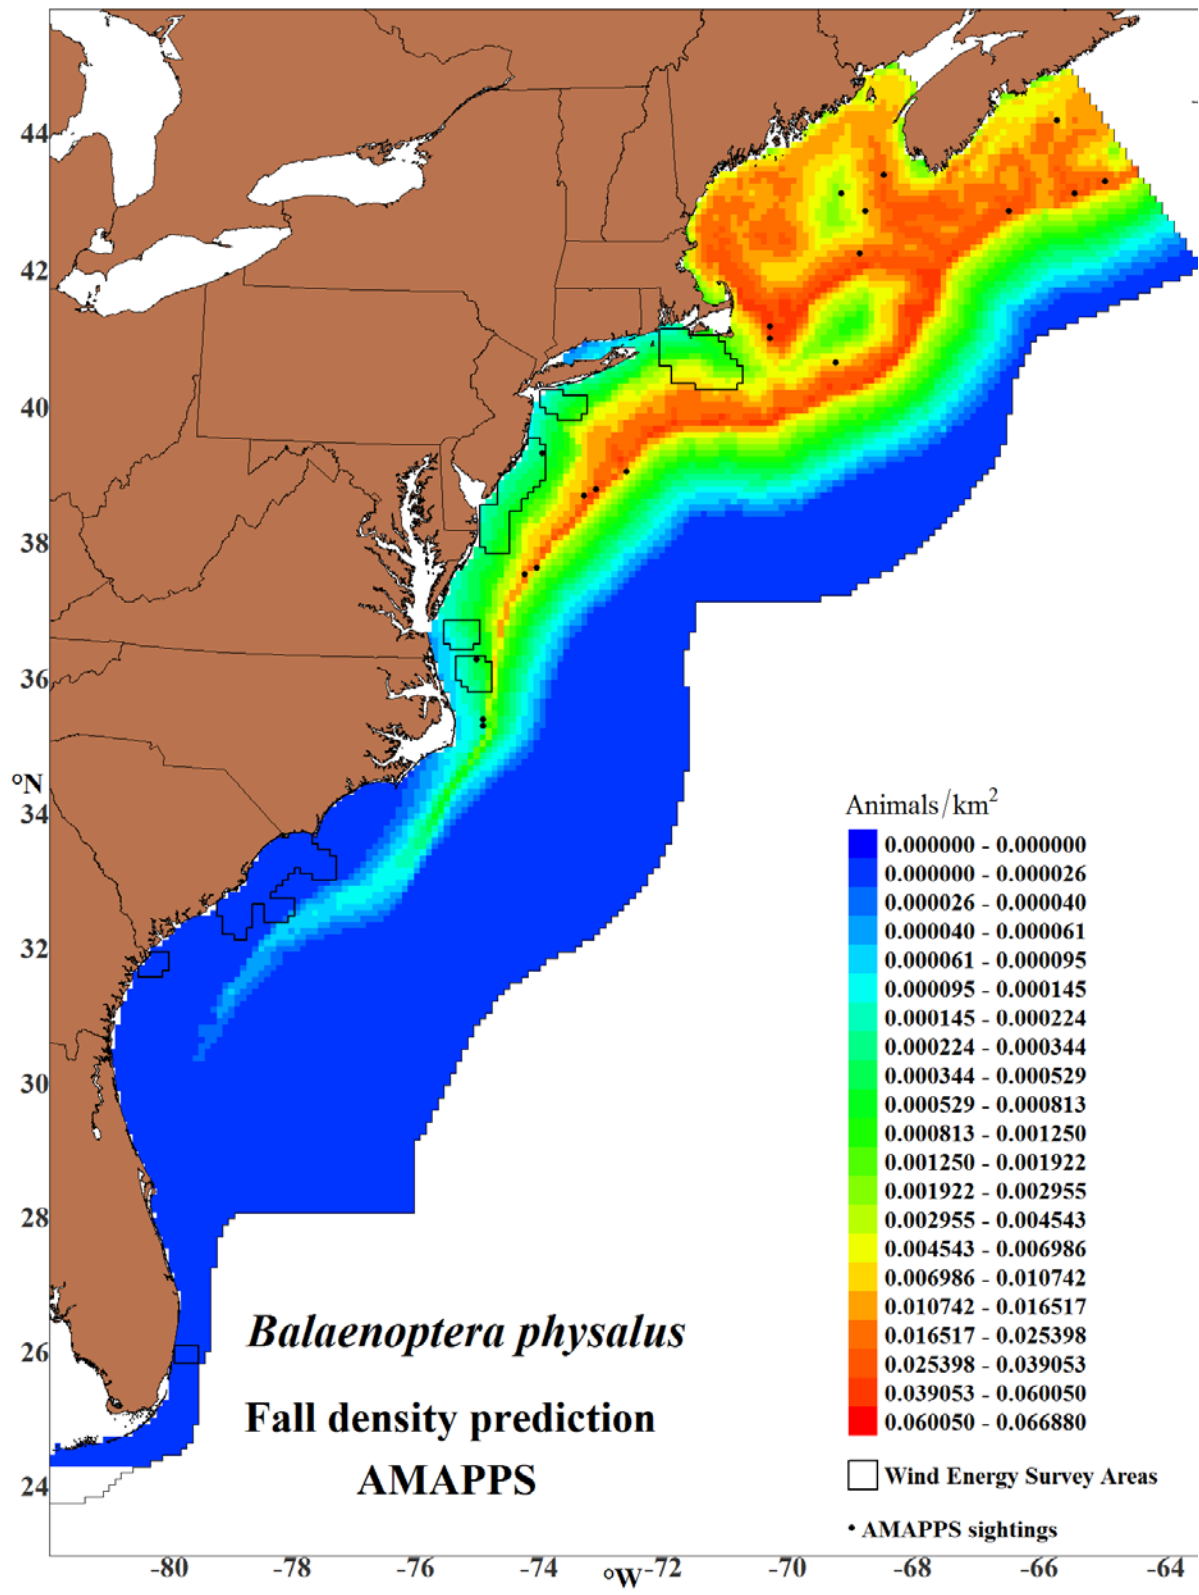 44
42
40
38
36
°N
34
32
30
28
26
24
Animals/km²
0.000000 - 0.000000
0.000000 - 0.000026
0.000026 - 0.000040
0.000040 - 0.000061
0.000061 - 0.000095
0.000095 - 0.000145
0.000145 - 0.000224
0.000224 - 0.000344
0.000344 - 0.000529
0.000529 - 0.000813
0.000813 - 0.001250
0.001250 - 0.001922
0.001922 - 0.002955
0.002955 - 0.004543
0.004543 - 0.006986
0.006986 - 0.010742
0.010742 - 0.016517
0.016517 - 0.025398
0.025398 - 0.039053
0.039053 - 0.060050
0.060050 - 0.066880
Wind Energy Survey Areas
AMAPPS sightings
Balaenoptera physalus
Fall density prediction
AMAPPS
-80 -78 -76 -74 -72 -70 -68 -66 -64
°W